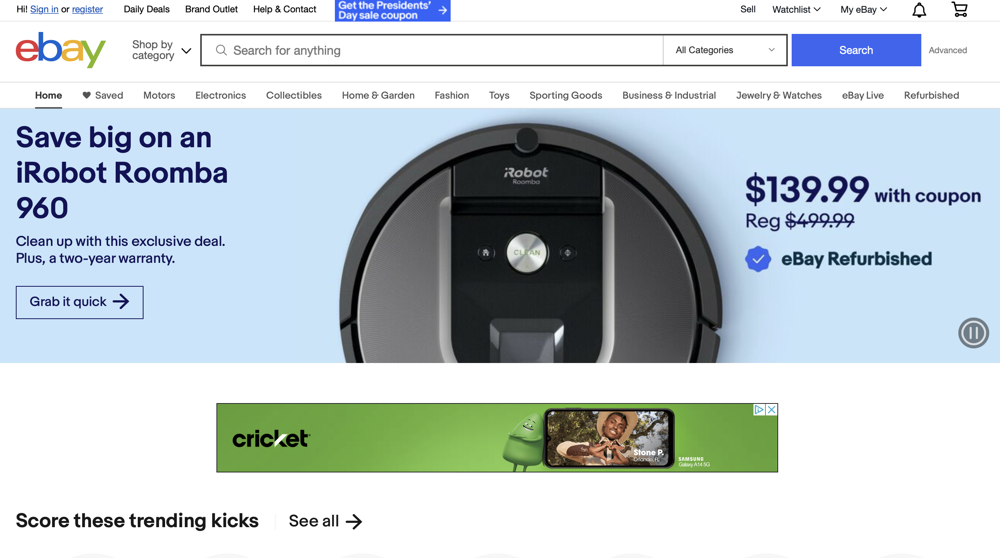 Hi! Sign in or register
Daily Deals
Brand Outlet
Help & Contact
Get the Presidents'
Day sale coupon
Sell
Watchlist
My eBay
ebay
Shop by
category
Search for anything
All Categories
Search
Advanced
Home
Saved
Motors
Electronics
Collectibles
Home & Garden
Fashion
Toys
Sporting Goods
Business & Industrial
Jewelry & Watches
eBay Live
Refurbished
Save big on an
iRobot Roomba
960
Clean up with this exclusive deal.
Plus, a two-year warranty.
Grab it quick
iRobot
Roomba
CLEAN
$139.99 with coupon
Reg $499.99
eBay Refurbished
cricket
Stone P.
Orlando, FL
SAMSUNG
Galaxy A14 5G
Score these trending kicks
See all